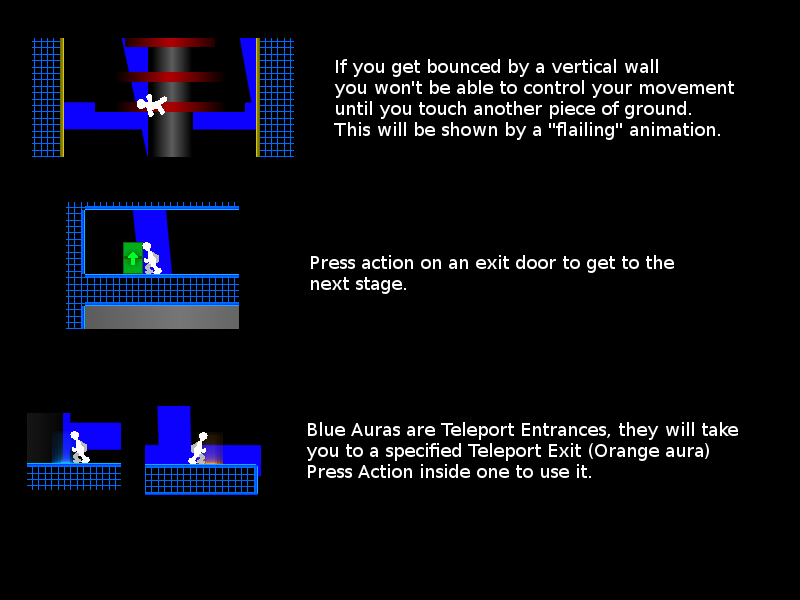 If you get bounced by a vertical wall
you won't be able to control your movement
until you touch another piece of ground.
This will be shown by a "flailing" animation.
Press action on an exit door to get to the
next stage.
Blue Auras are Teleport Entrances, they will take
you to a specified Teleport Exit (Orange aura)
Press Action inside one to use it.